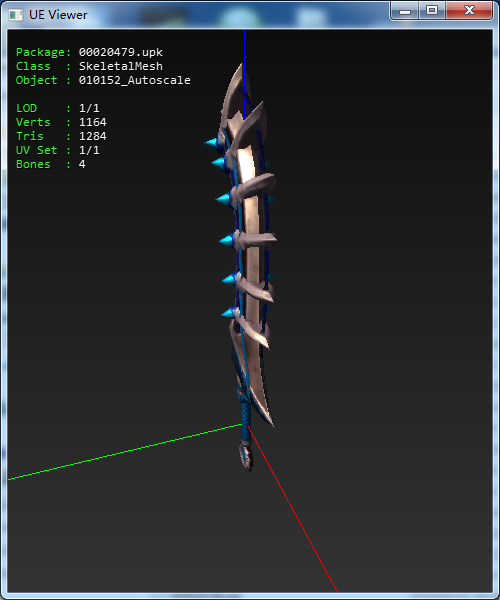 UE Viewer
Package: 00020479.upk
Class : SkeletalMesh
Object : 010152_Autoscale
LOD : 1/1
Verts : 1164
Tris : 1284
UV Set : 1/1
Bones : 4